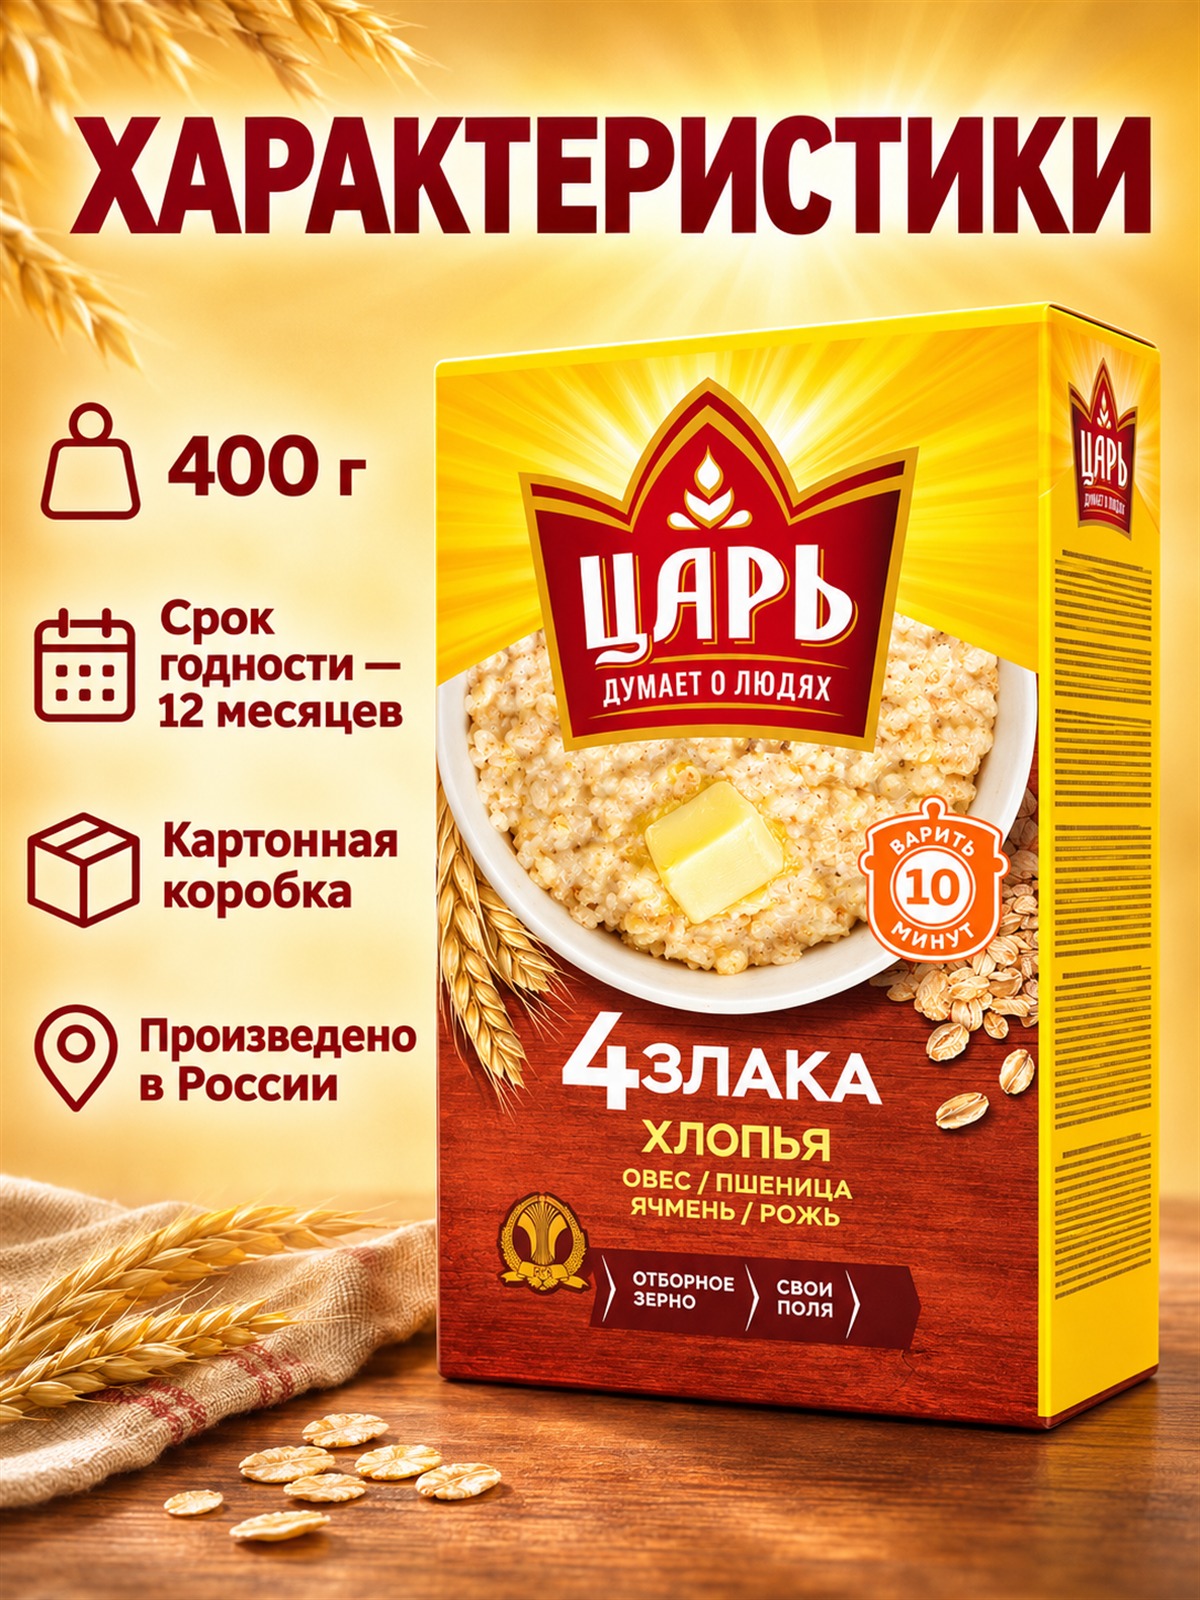 ХАРАКТЕРИСТИКИ
400 г
Срок
годности —
12 месяцев
Картонная
коробка
Произведено
в России
ЦАРЬ
ДУМАЕТ О ЛЮДЯХ
ВАРИТЬ
10
МИНУТ
4 ЗЛАКА
ХЛОПЬЯ
ОВЕС / ПШЕНИЦА
ЯЧМЕНЬ / РОЖЬ
ОТБОРНОЕ
ЗЕРНО
СВОИ
ПОЛЯ
ЦАРЬ
ДУМАЕТ О ЛЮДЯХ